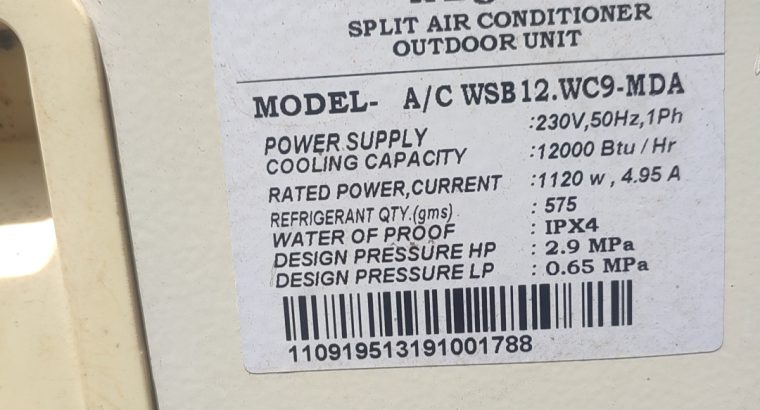 SPLIT AIR CONDITIONER
OUTDOOR UNIT
MODEL- A/C WSB12.WC9-MDA
POWER SUPPLY :230V,50Hz,1Ph
COOLING CAPACITY :12000 Btu / Hr
RATED POWER,CURRENT :1120 w , 4.95 A
REFRIGERANT QTY.(gms) : 575
WATER OF PROOF : IPX4
DESIGN PRESSURE HP : 2.9 MPa
DESIGN PRESSURE LP : 0.65 MPa
110919513191001788